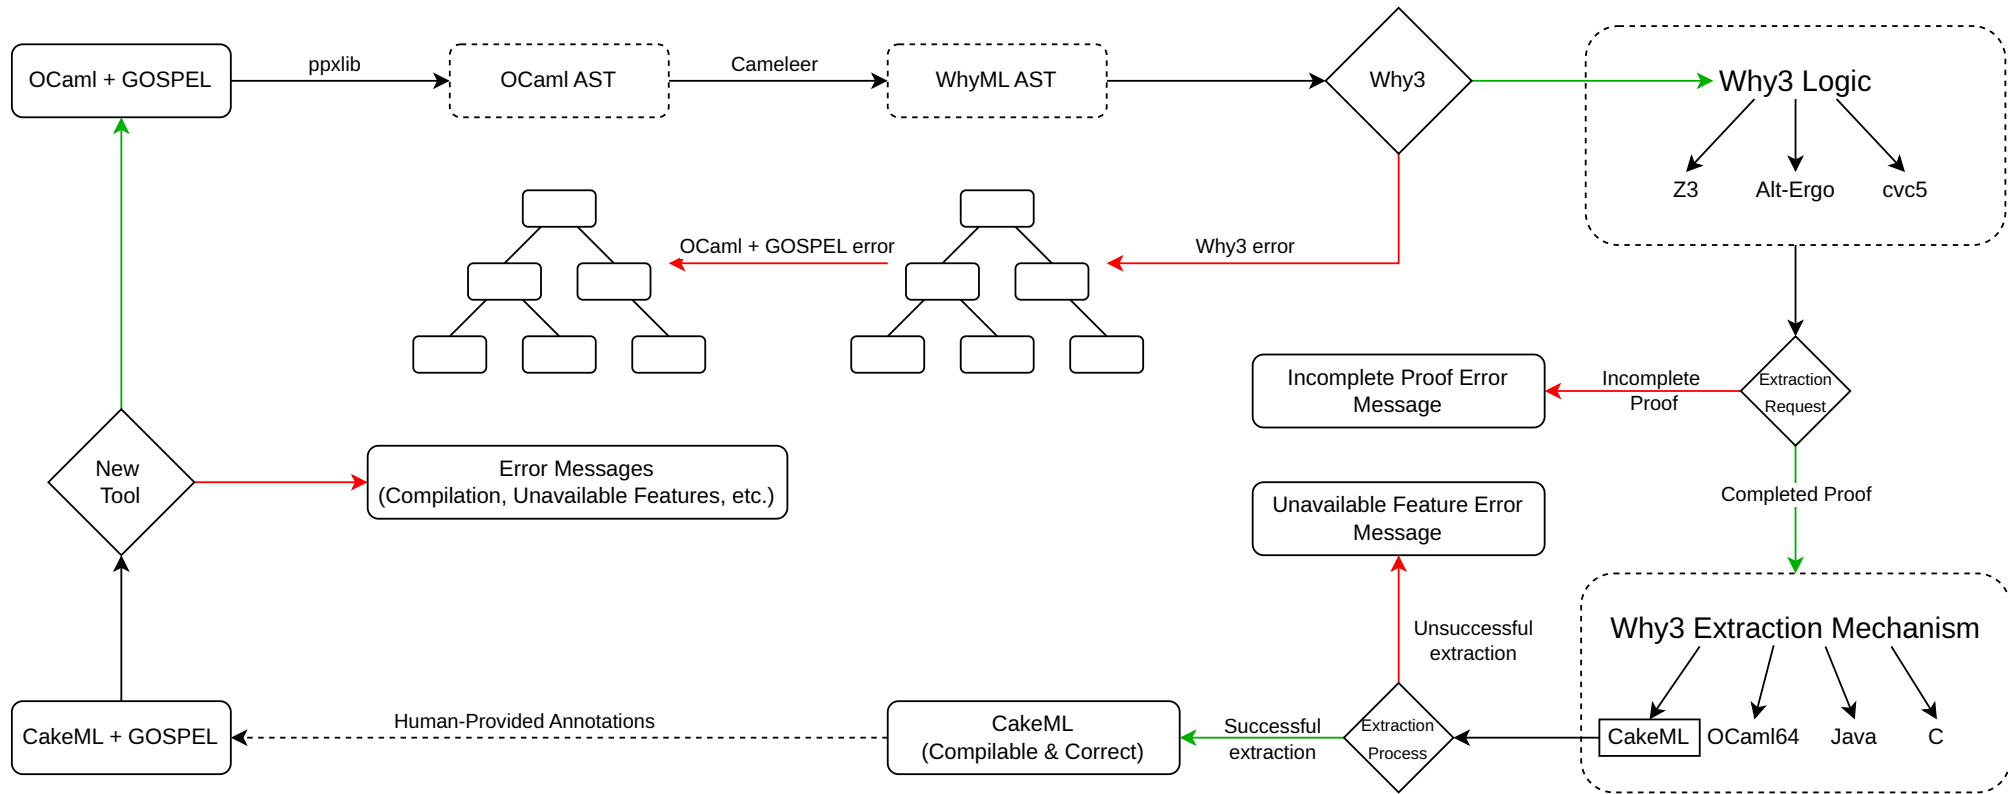 OCaml + GOSPEL
ppxlib
OCaml AST
Cameleer
WhyML AST
Why3
Why3 Logic
Z3
Alt-Ergo
cvc5
OCaml + GOSPEL error
Why3 error
Incomplete Proof Error
Message
Incomplete
Proof
Extraction
Request
New
Tool
Error Messages
(Compilation, Unavailable Features, etc.)
Unavailable Feature Error
Message
Completed Proof
Unsuccessful
extraction
Why3 Extraction Mechanism
CakeML
OCaml64
Java
C
CakeML + GOSPEL
Human-Provided Annotations
CakeML
(Compilable & Correct)
Successful
extraction
Extraction
Process